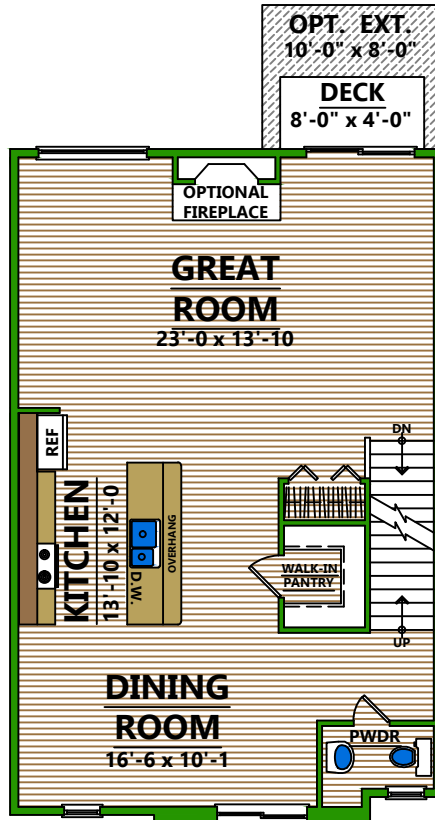 OPT. EXT.
10'-0" x 8'-0"
DECK
8'-0" x 4'-0"
OPTIONAL
FIREPLACE
GREAT
ROOM
23'-0 x 13'-10
DN
REF
KITCHEN
13'-10 x 12'-0
D.W.
OVERHANG
WALK-IN
PANTRY
UP
DINING
ROOM
16'-6 x 10'-1
PWDR